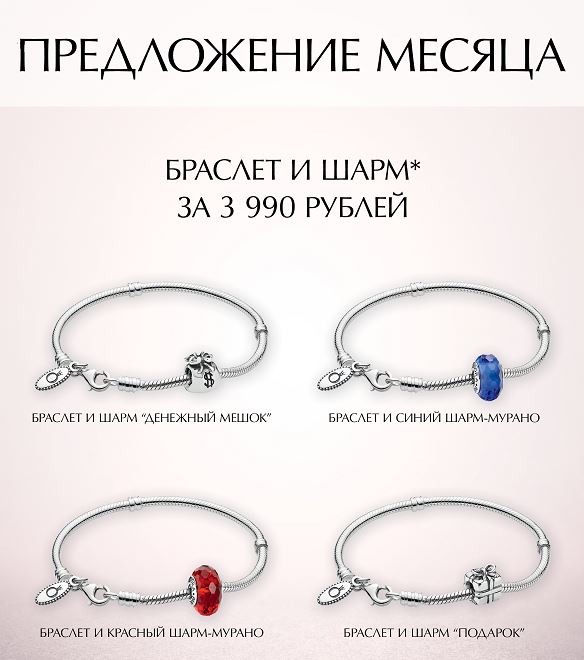 ПРЕДЛОЖЕНИЕ МЕСЯЦА
БРАСЛЕТ И ШАРМ*
ЗА 3 990 РУБЛЕЙ
$
БРАСЛЕТ И ШАРМ “ДЕНЕЖНЫЙ МЕШОК”
БРАСЛЕТ И СИНИЙ ШАРМ-МУРАНО
БРАСЛЕТ И КРАСНЫЙ ШАРМ-МУРАНО
БРАСЛЕТ И ШАРМ “ПОДАРОК”